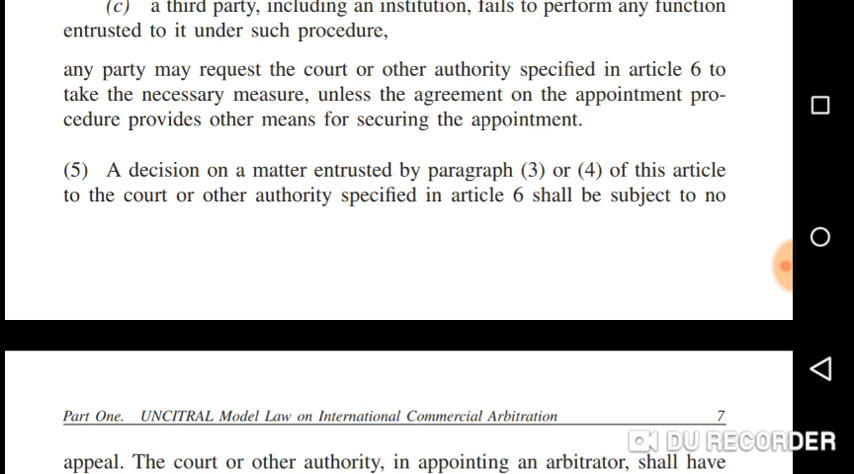 (c) a third party, including an institution, fails to perform any function
entrusted to it under such procedure,
any party may request the court or other authority specified in article 6 to
take the necessary measure, unless the agreement on the appointment pro-
cedure provides other means for securing the appointment.
(5) A decision on a matter entrusted by paragraph (3) or (4) of this article
to the court or other authority specified in article 6 shall be subject to no
Part One. UNCITRAL Model Law on International Commercial Arbitration 7
DU RECORDER
appeal. The court or other authority, in appointing an arbitrator, shall have